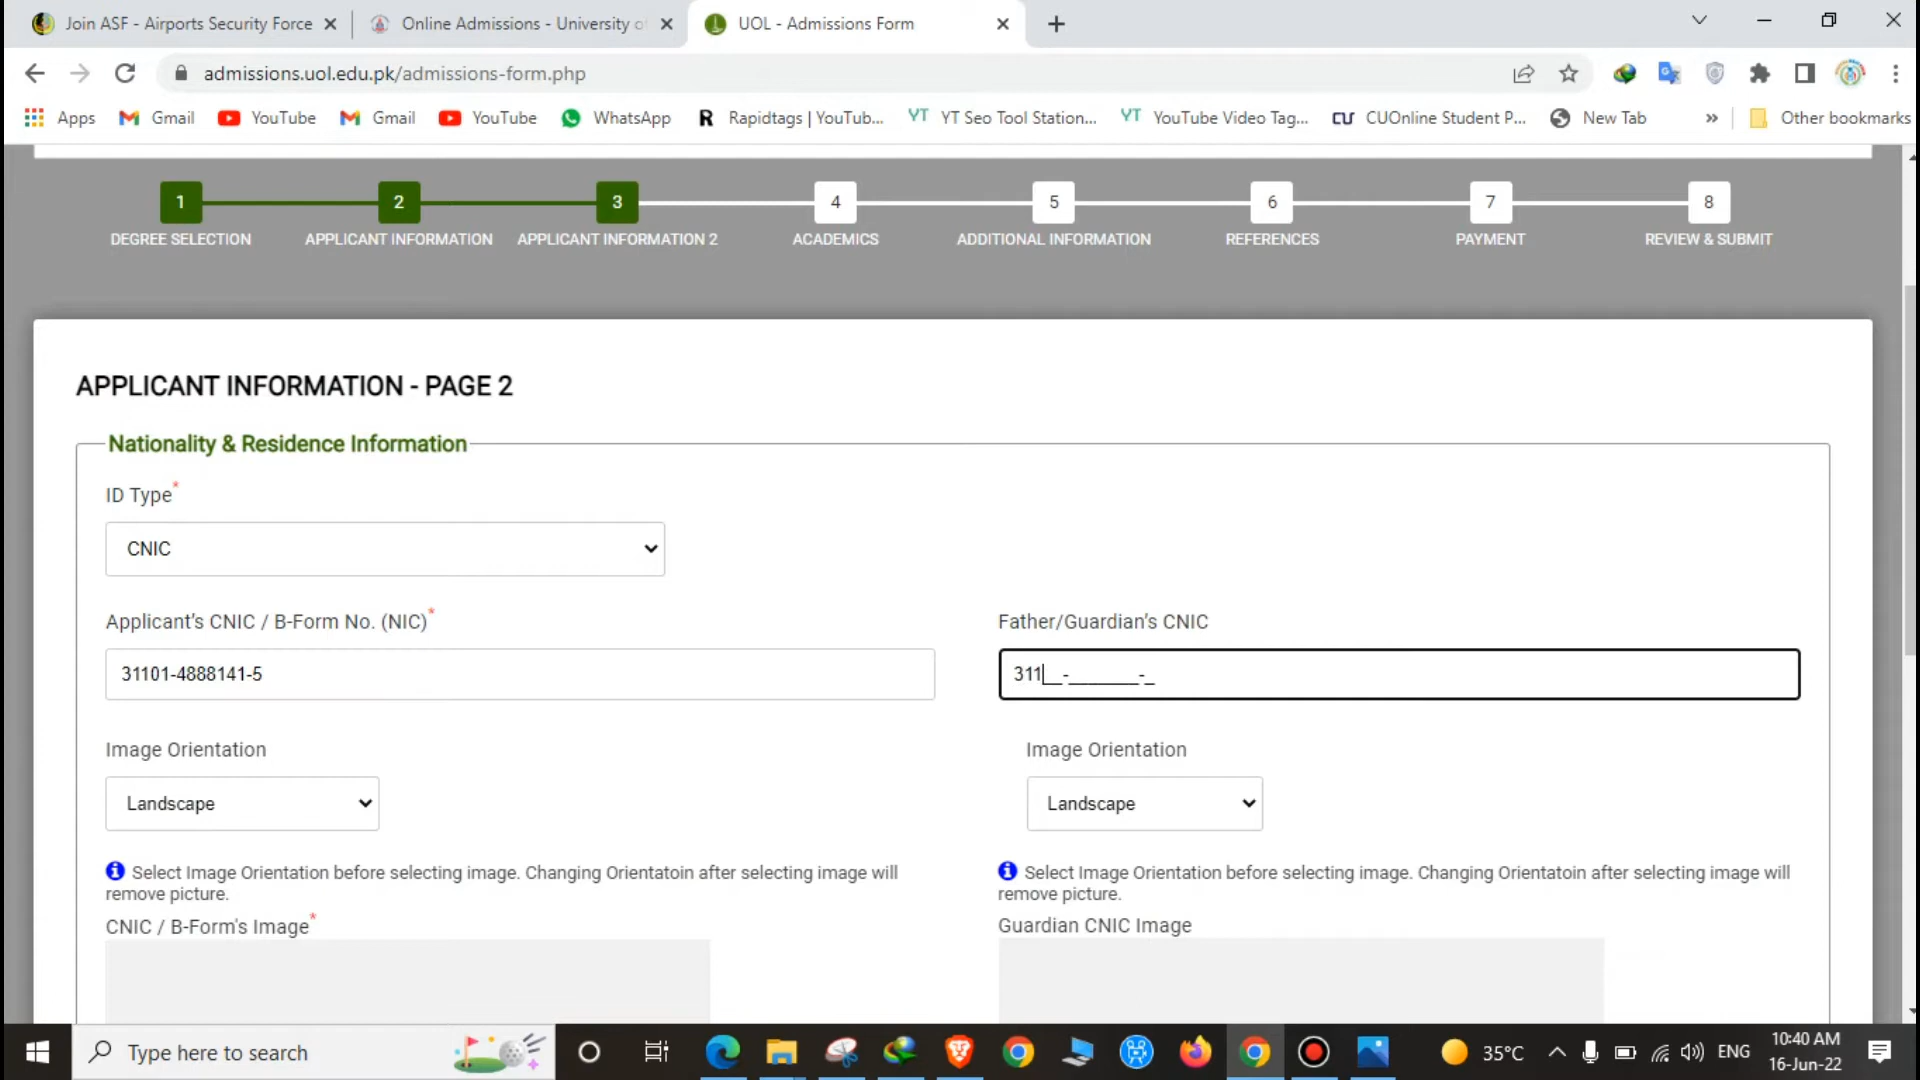 Join ASF - Airports Security Force
Online Admissions - University of
UOL - Admissions Form
admissions.uol.edu.pk/admissions-form.php
Apps
Gmail
YouTube
Gmail
YouTube
WhatsApp
Rapidtags | YouTub...
YT YT Seo Tool Station...
YT YouTube Video Tag...
CU CUOnline Student P...
New Tab
»
Other bookmarks
1
2
3
4
5
6
7
8
DEGREE SELECTION
APPLICANT INFORMATION
APPLICANT INFORMATION 2
ACADEMICS
ADDITIONAL INFORMATION
REFERENCES
PAYMENT
REVIEW & SUBMIT
APPLICANT INFORMATION - PAGE 2
Nationality & Residence Information
ID Type*
CNIC
Applicant's CNIC / B-Form No. (NIC)*
Father/Guardian's CNIC
31101-4888141-5
311__-_______-_
Image Orientation
Image Orientation
Landscape
Landscape
Select Image Orientation before selecting image. Changing Orientatoin after selecting image will
remove picture.
Select Image Orientation before selecting image. Changing Orientatoin after selecting image will
remove picture.
CNIC / B-Form's Image*
Guardian CNIC Image
Type here to search
35°C
ENG
10:40 AM
16-Jun-22